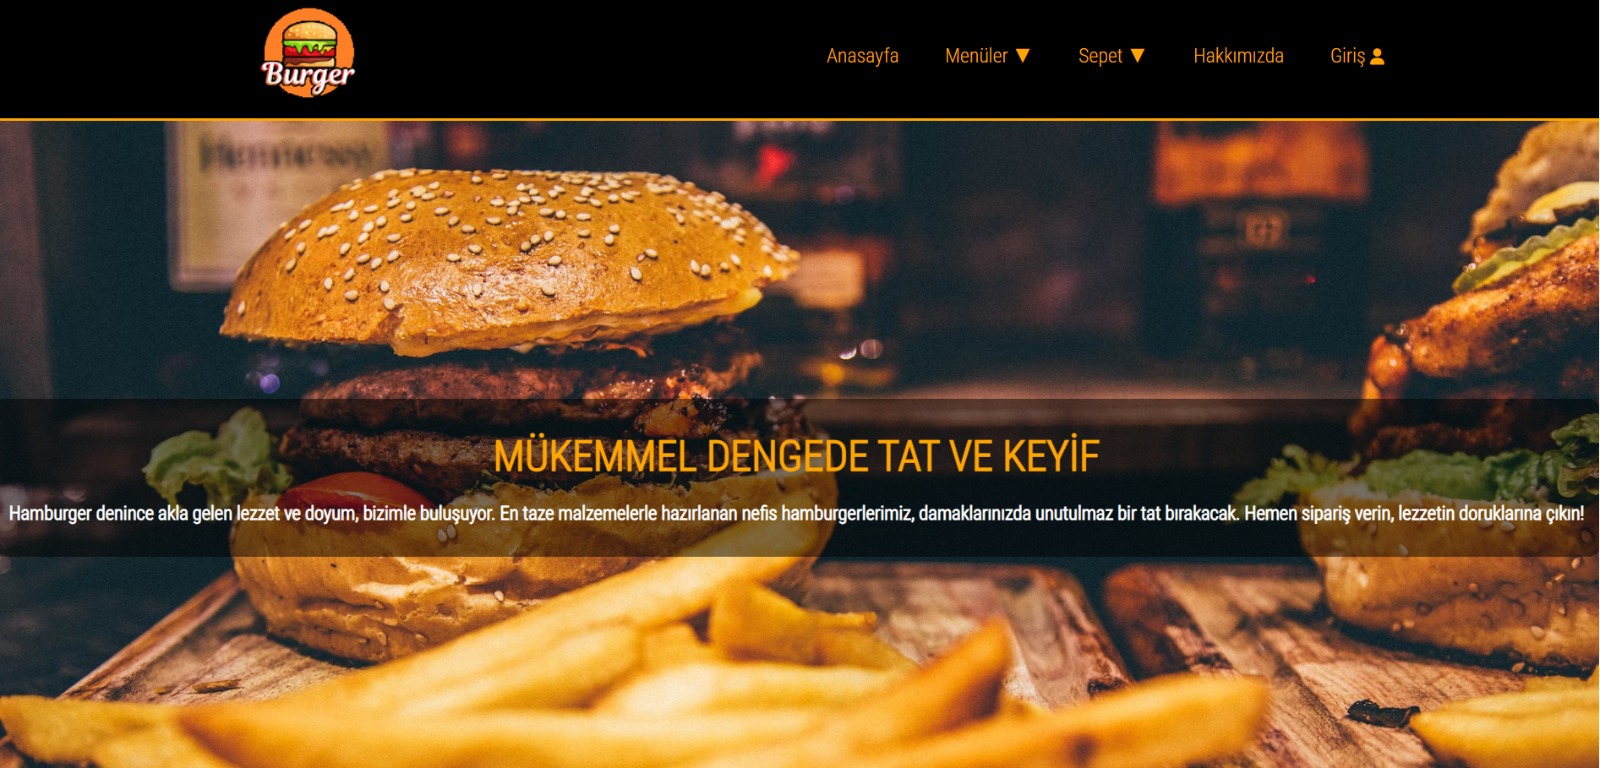 Burger
Anasayfa Menüler ▼ Sepet ▼ Hakkımızda Giriş
Hennessy
MÜKEMMEL DENGEDE TAT VE KEYİF
Hamburger denince akla gelen lezzet ve doyum, bizimle buluşuyor. En taze malzemelerle hazırlanan nefis hamburgerlerimiz, damaklarınızda unutulmaz bir tat bırakacak. Hemen sipariş verin, lezzetin doruklarına çıkın!